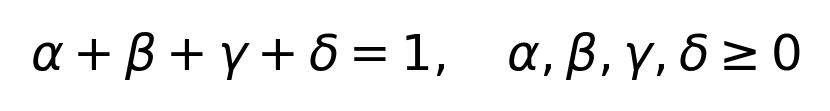 α + β + γ + δ = 1, α, β, γ, δ ≥ 0